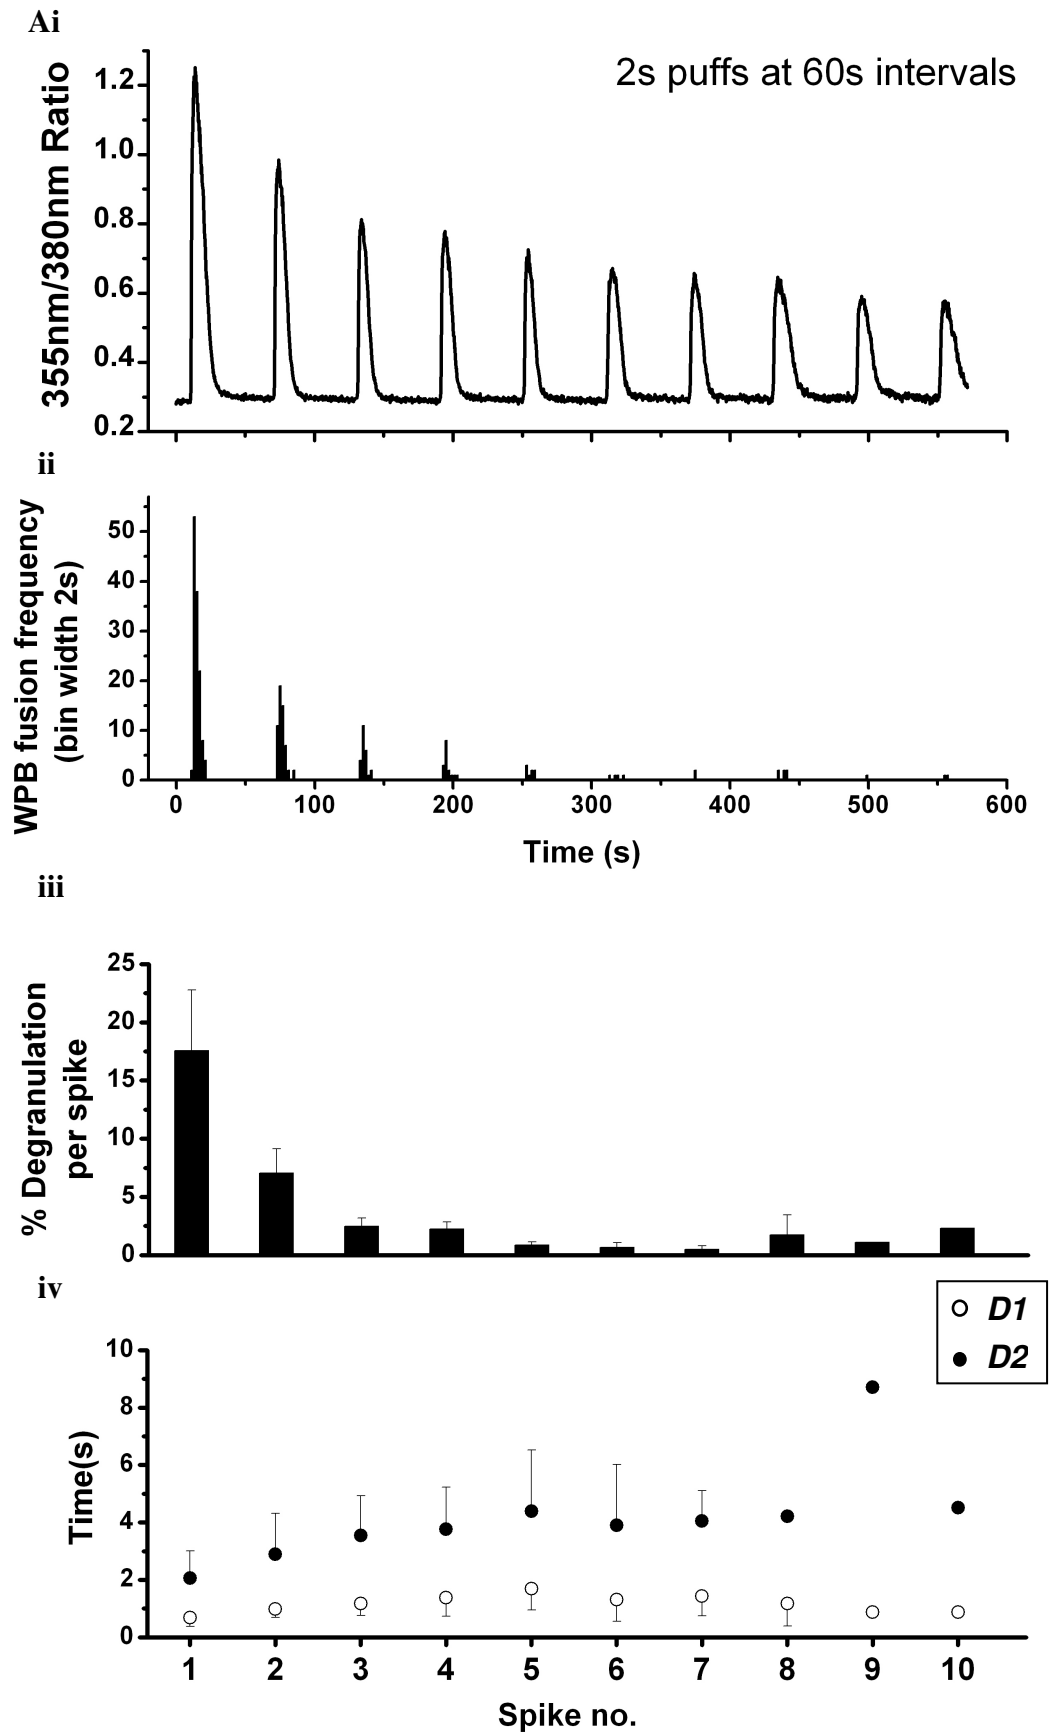 Ai
2s puffs at 60s intervals
355nm/380nm Ratio
1.2
1.0
0.8
0.6
0.4
0.2
ii
WPB fusion frequency
(bin width 2s)
50
40
30
20
10
0
0 100 200 300 400 500 600
Time (s)
iii
% Degranulation
per spike
25
20
15
10
5
0
iv
D1
D2
Time(s)
10
8
6
4
2
0
1 2 3 4 5 6 7 8 9 10
Spike no.